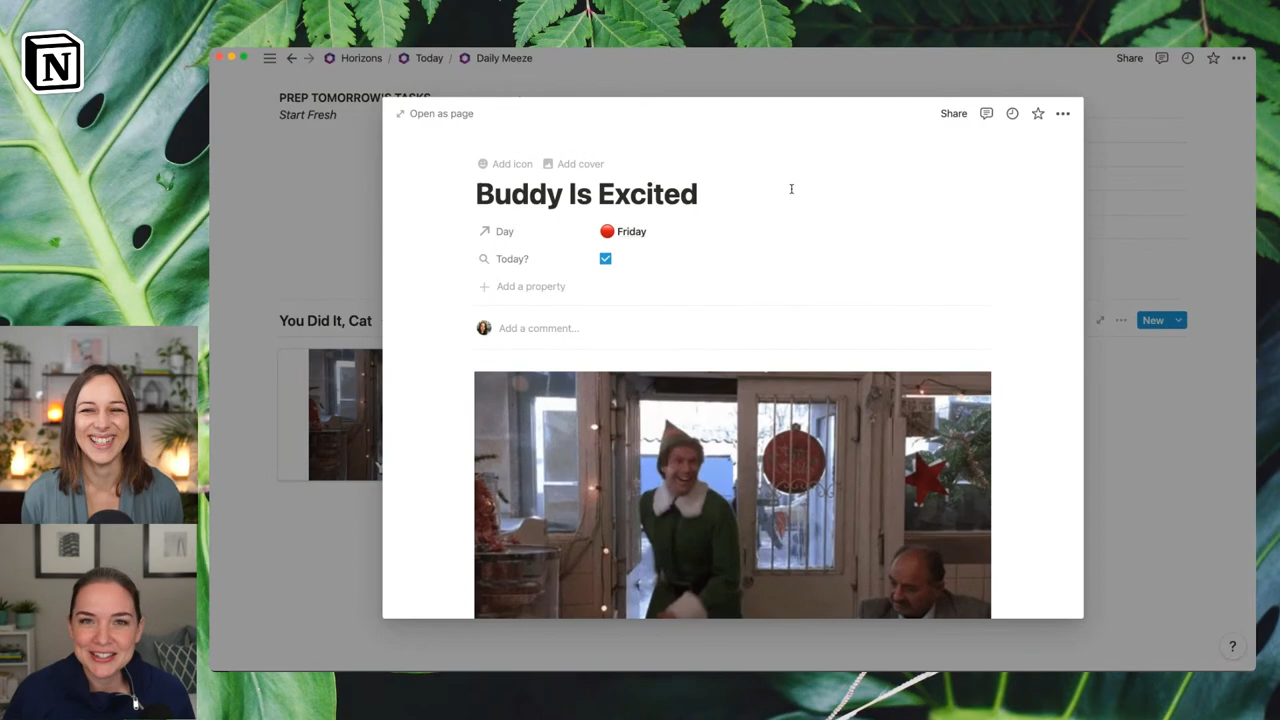 N
Horizons / Today / Daily Meeze
Share
PREP TOMORROW'S TASKS
Start Fresh
Open as page
Share
Add icon Add cover
Buddy Is Excited
Day Friday
Today?
Add a property
Add a comment...
You Did It, Cat
New
?